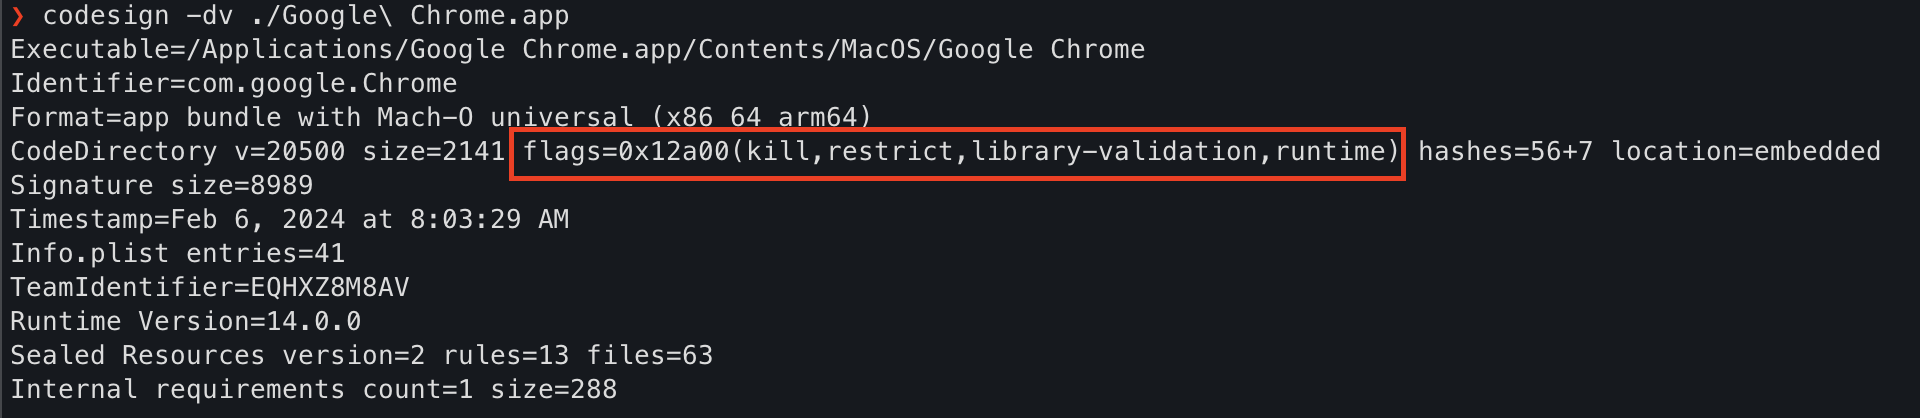 ❯ codesign -dv ./Google\ Chrome.app
Executable=/Applications/Google Chrome.app/Contents/MacOS/Google Chrome
Identifier=com.google.Chrome
Format=app bundle with Mach-O universal (x86_64 arm64)
CodeDirectory v=20500 size=2141 flags=0x12a00(kill,restrict,library-validation,runtime) hashes=56+7 location=embedded
Signature size=8989
Timestamp=Feb 6, 2024 at 8:03:29 AM
Info.plist entries=41
TeamIdentifier=EQHXZ8M8AV
Runtime Version=14.0.0
Sealed Resources version=2 rules=13 files=63
Internal requirements count=1 size=288